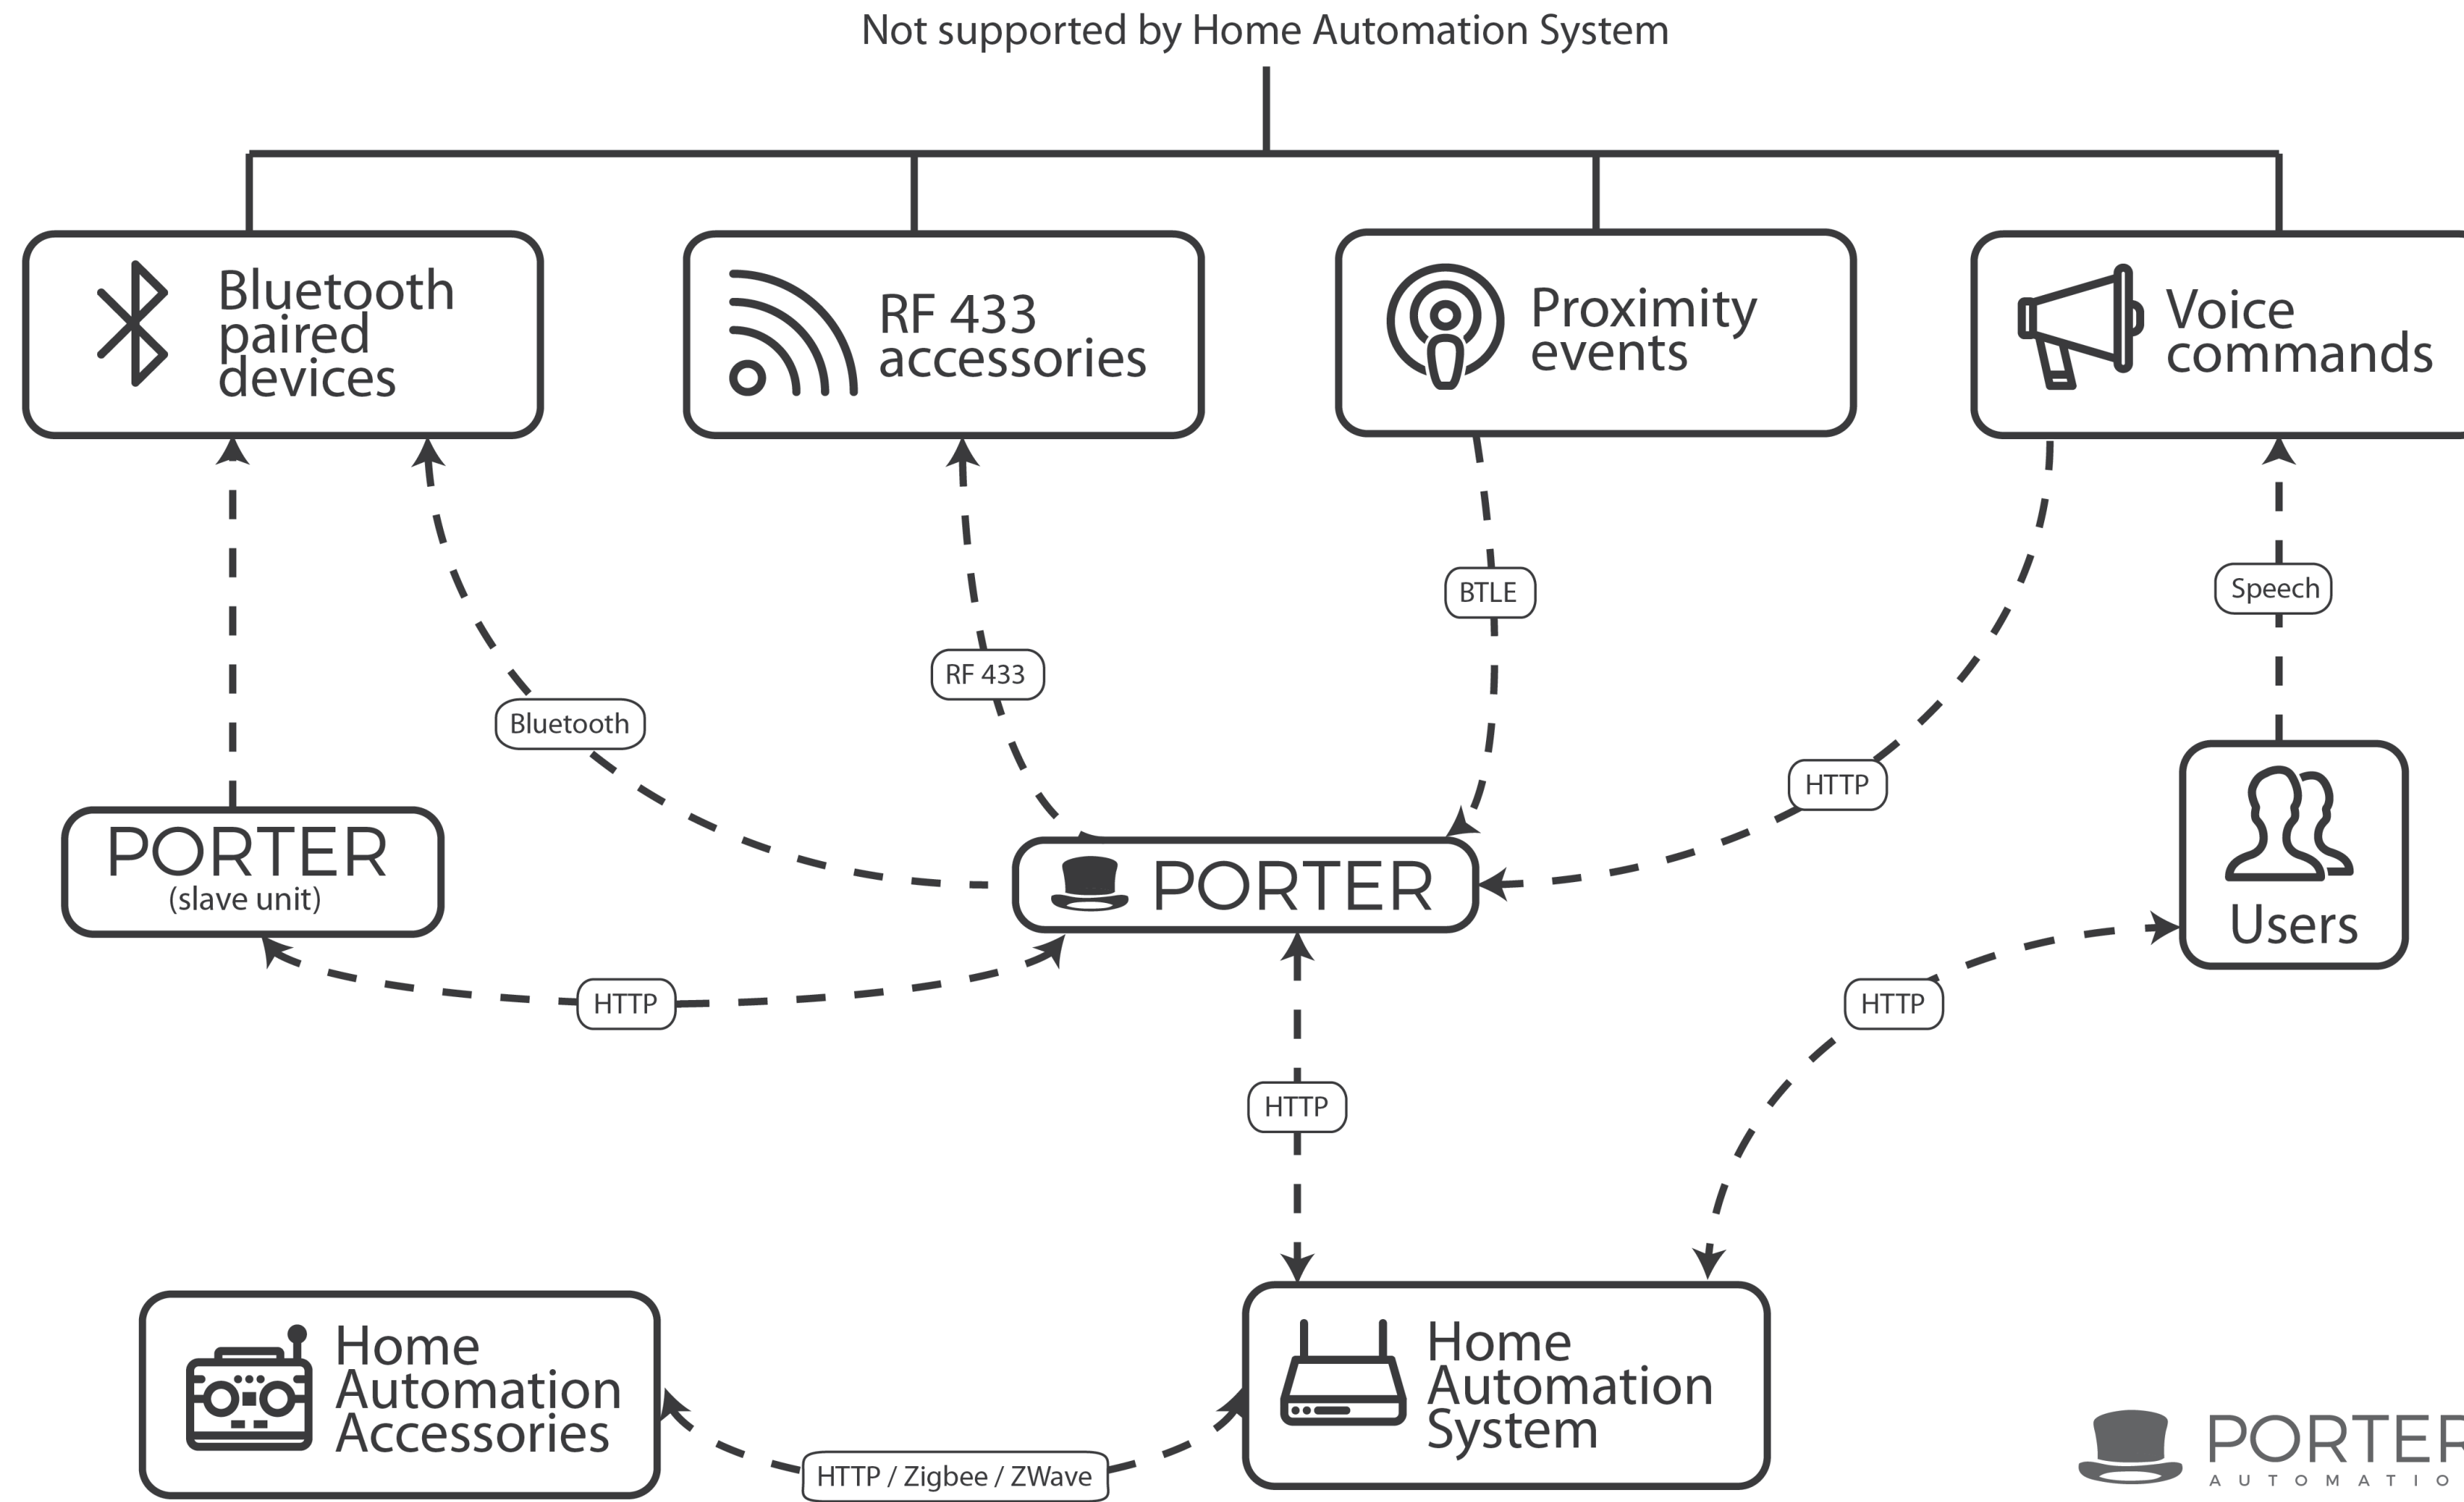 Not supported by Home Automation System
Bluetooth
paired
devices
RF 433
accessories
Proximity
events
Voice
commands
BTLE
Speech
RF 433
Bluetooth
HTTP
PORTER
(slave unit)
PORTER
Users
HTTP
HTTP
HTTP
Home
Automation
Accessories
Home
Automation
System
HTTP / Zigbee / ZWave
PORTER
AUTOMATIO